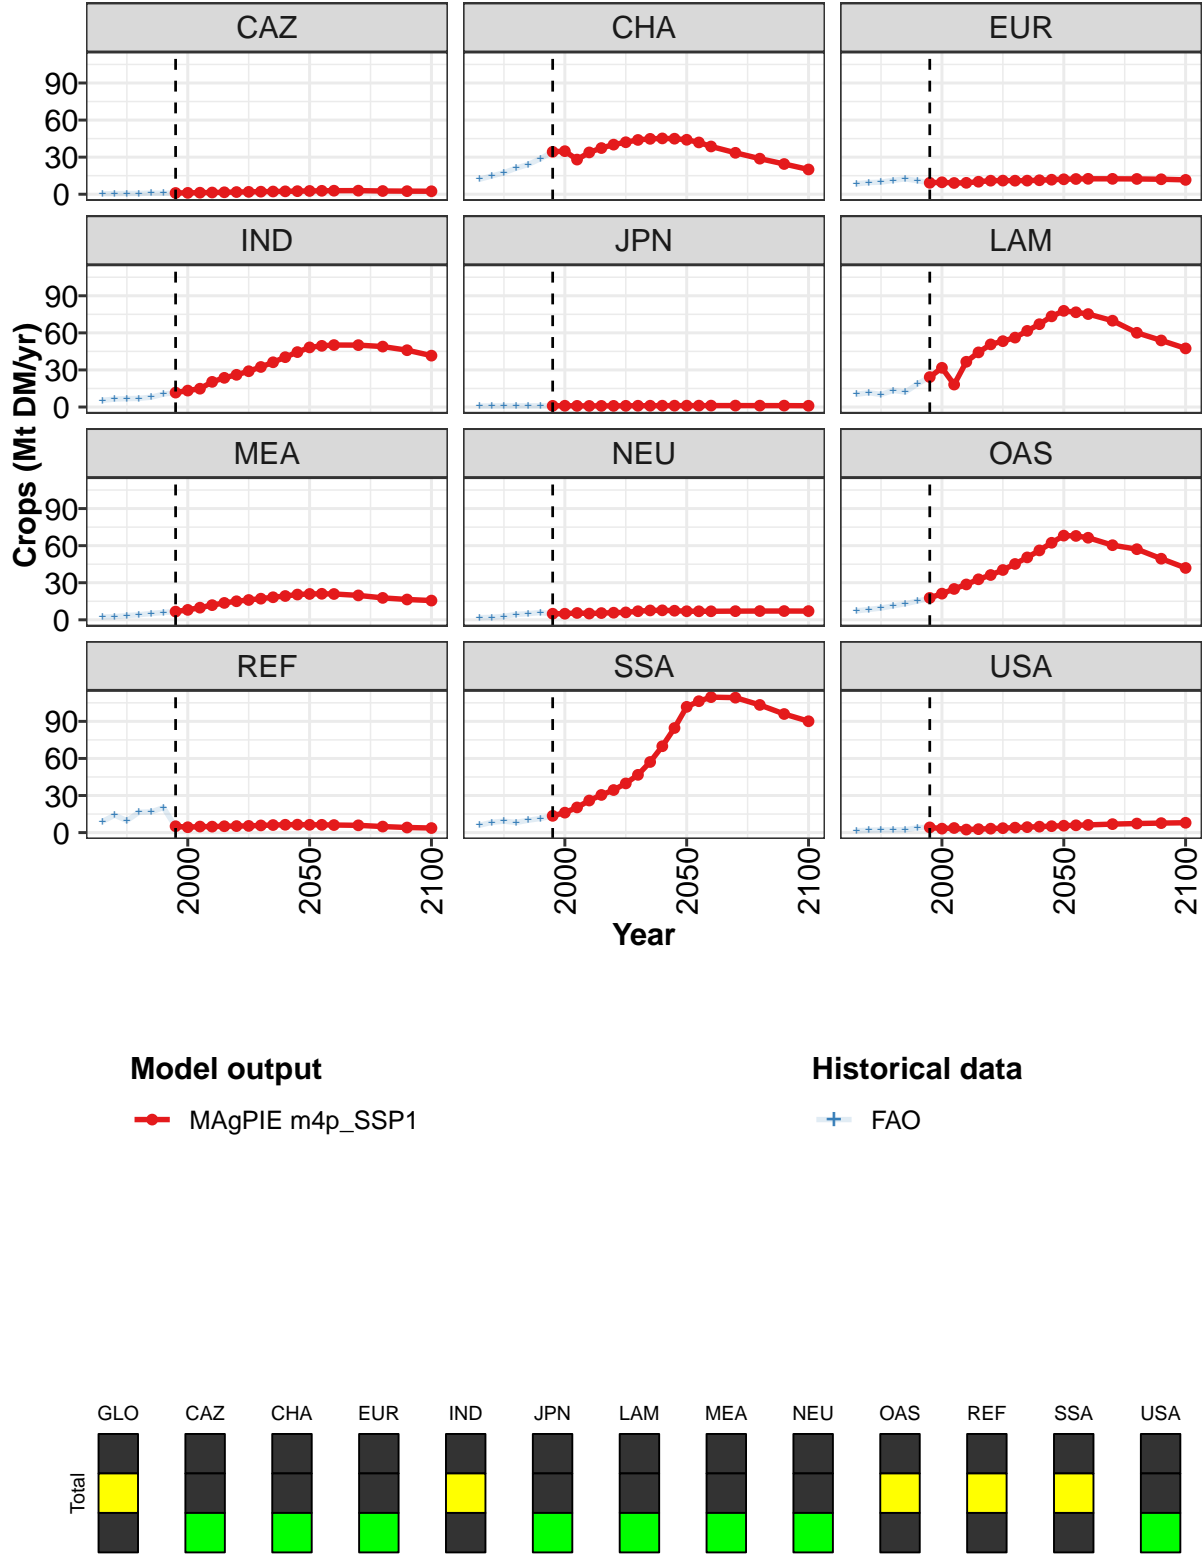 CAZ CHA EUR
90
60
30
0
IND JPN LAM
90
60
30
0
MEA NEU OAS
90
60
30
0
REF SSA USA
90
60
30
0
Crops (Mt DM/yr)
2000 2050 2100 2000 2050 2100 2000 2050 2100
Year
Model output Historical data
MAgPIE m4p_SSP1 FAO
GLO CAZ CHA EUR IND JPN LAM MEA NEU OAS REF SSA USA
Total